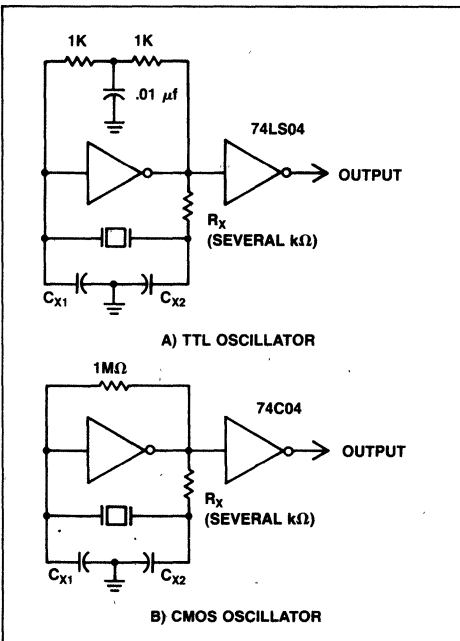 1K 1K
.01 μf
74LS04
OUTPUT
RX
(SEVERAL kΩ)
CX1 CX2
A) TTL OSCILLATOR
1MΩ
74C04
OUTPUT
RX
(SEVERAL kΩ)
CX1 CX2
B) CMOS OSCILLATOR